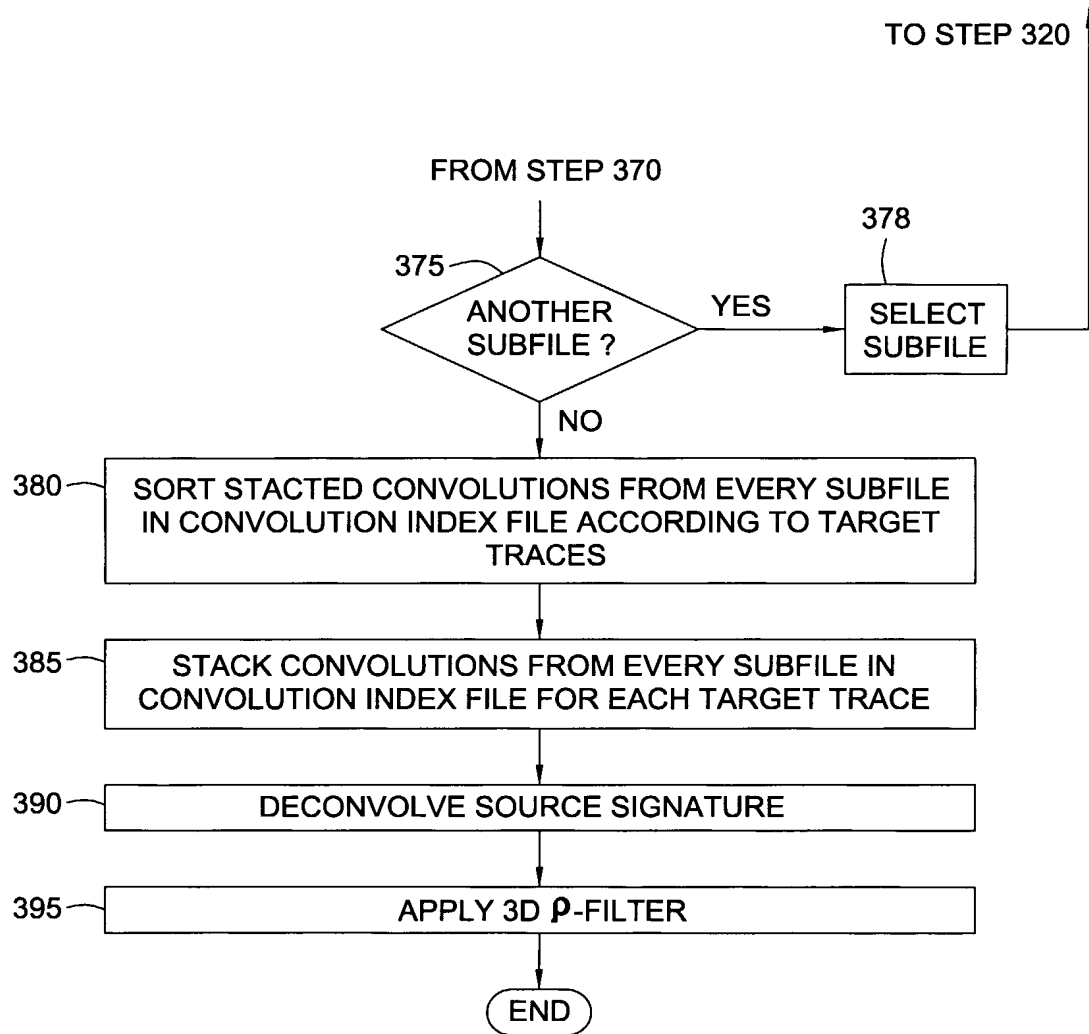 TO STEP 320
FROM STEP 370
378
375
ANOTHER
SUBFILE ?
YES
SELECT
SUBFILE
NO
380
SORT STACTED CONVOLUTIONS FROM EVERY SUBFILE
IN CONVOLUTION INDEX FILE ACCORDING TO TARGET
TRACES
385
STACK CONVOLUTIONS FROM EVERY SUBFILE IN
CONVOLUTION INDEX FILE FOR EACH TARGET TRACE
390
DECONVOLVE SOURCE SIGNATURE
395
APPLY 3D ρ-FILTER
END